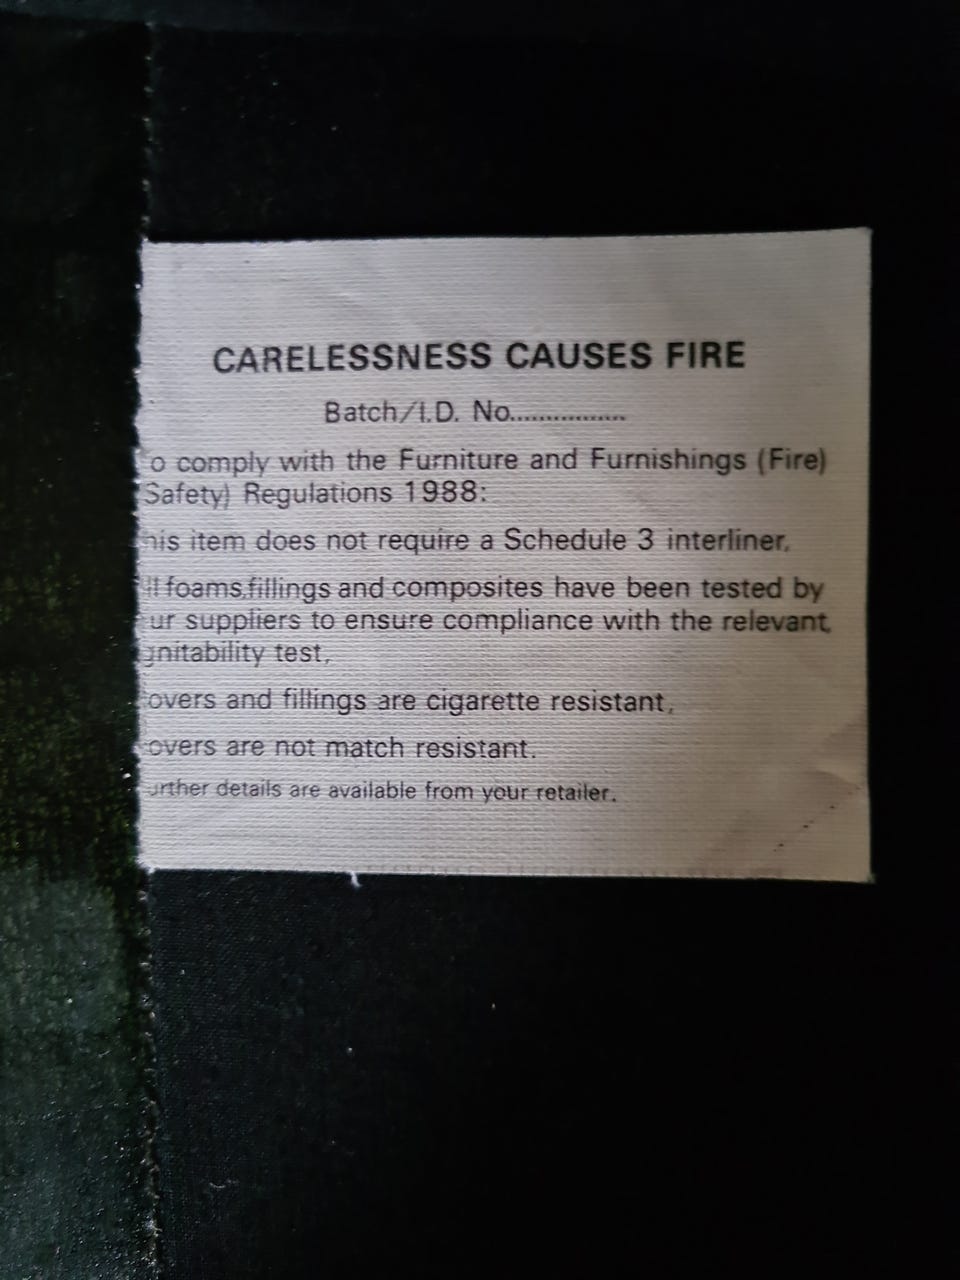 CARELESSNESS CAUSES FIRE
Batch/I.D. No................
o comply with the Furniture and Furnishings (Fire)
Safety) Regulations 1988:
his item does not require a Schedule 3 interliner,
ll foams,fillings and composites have been tested by
ur suppliers to ensure compliance with the relevant,
gnitability test,
overs and fillings are cigarette resistant,
overs are not match resistant.
urther details are available from your retailer.